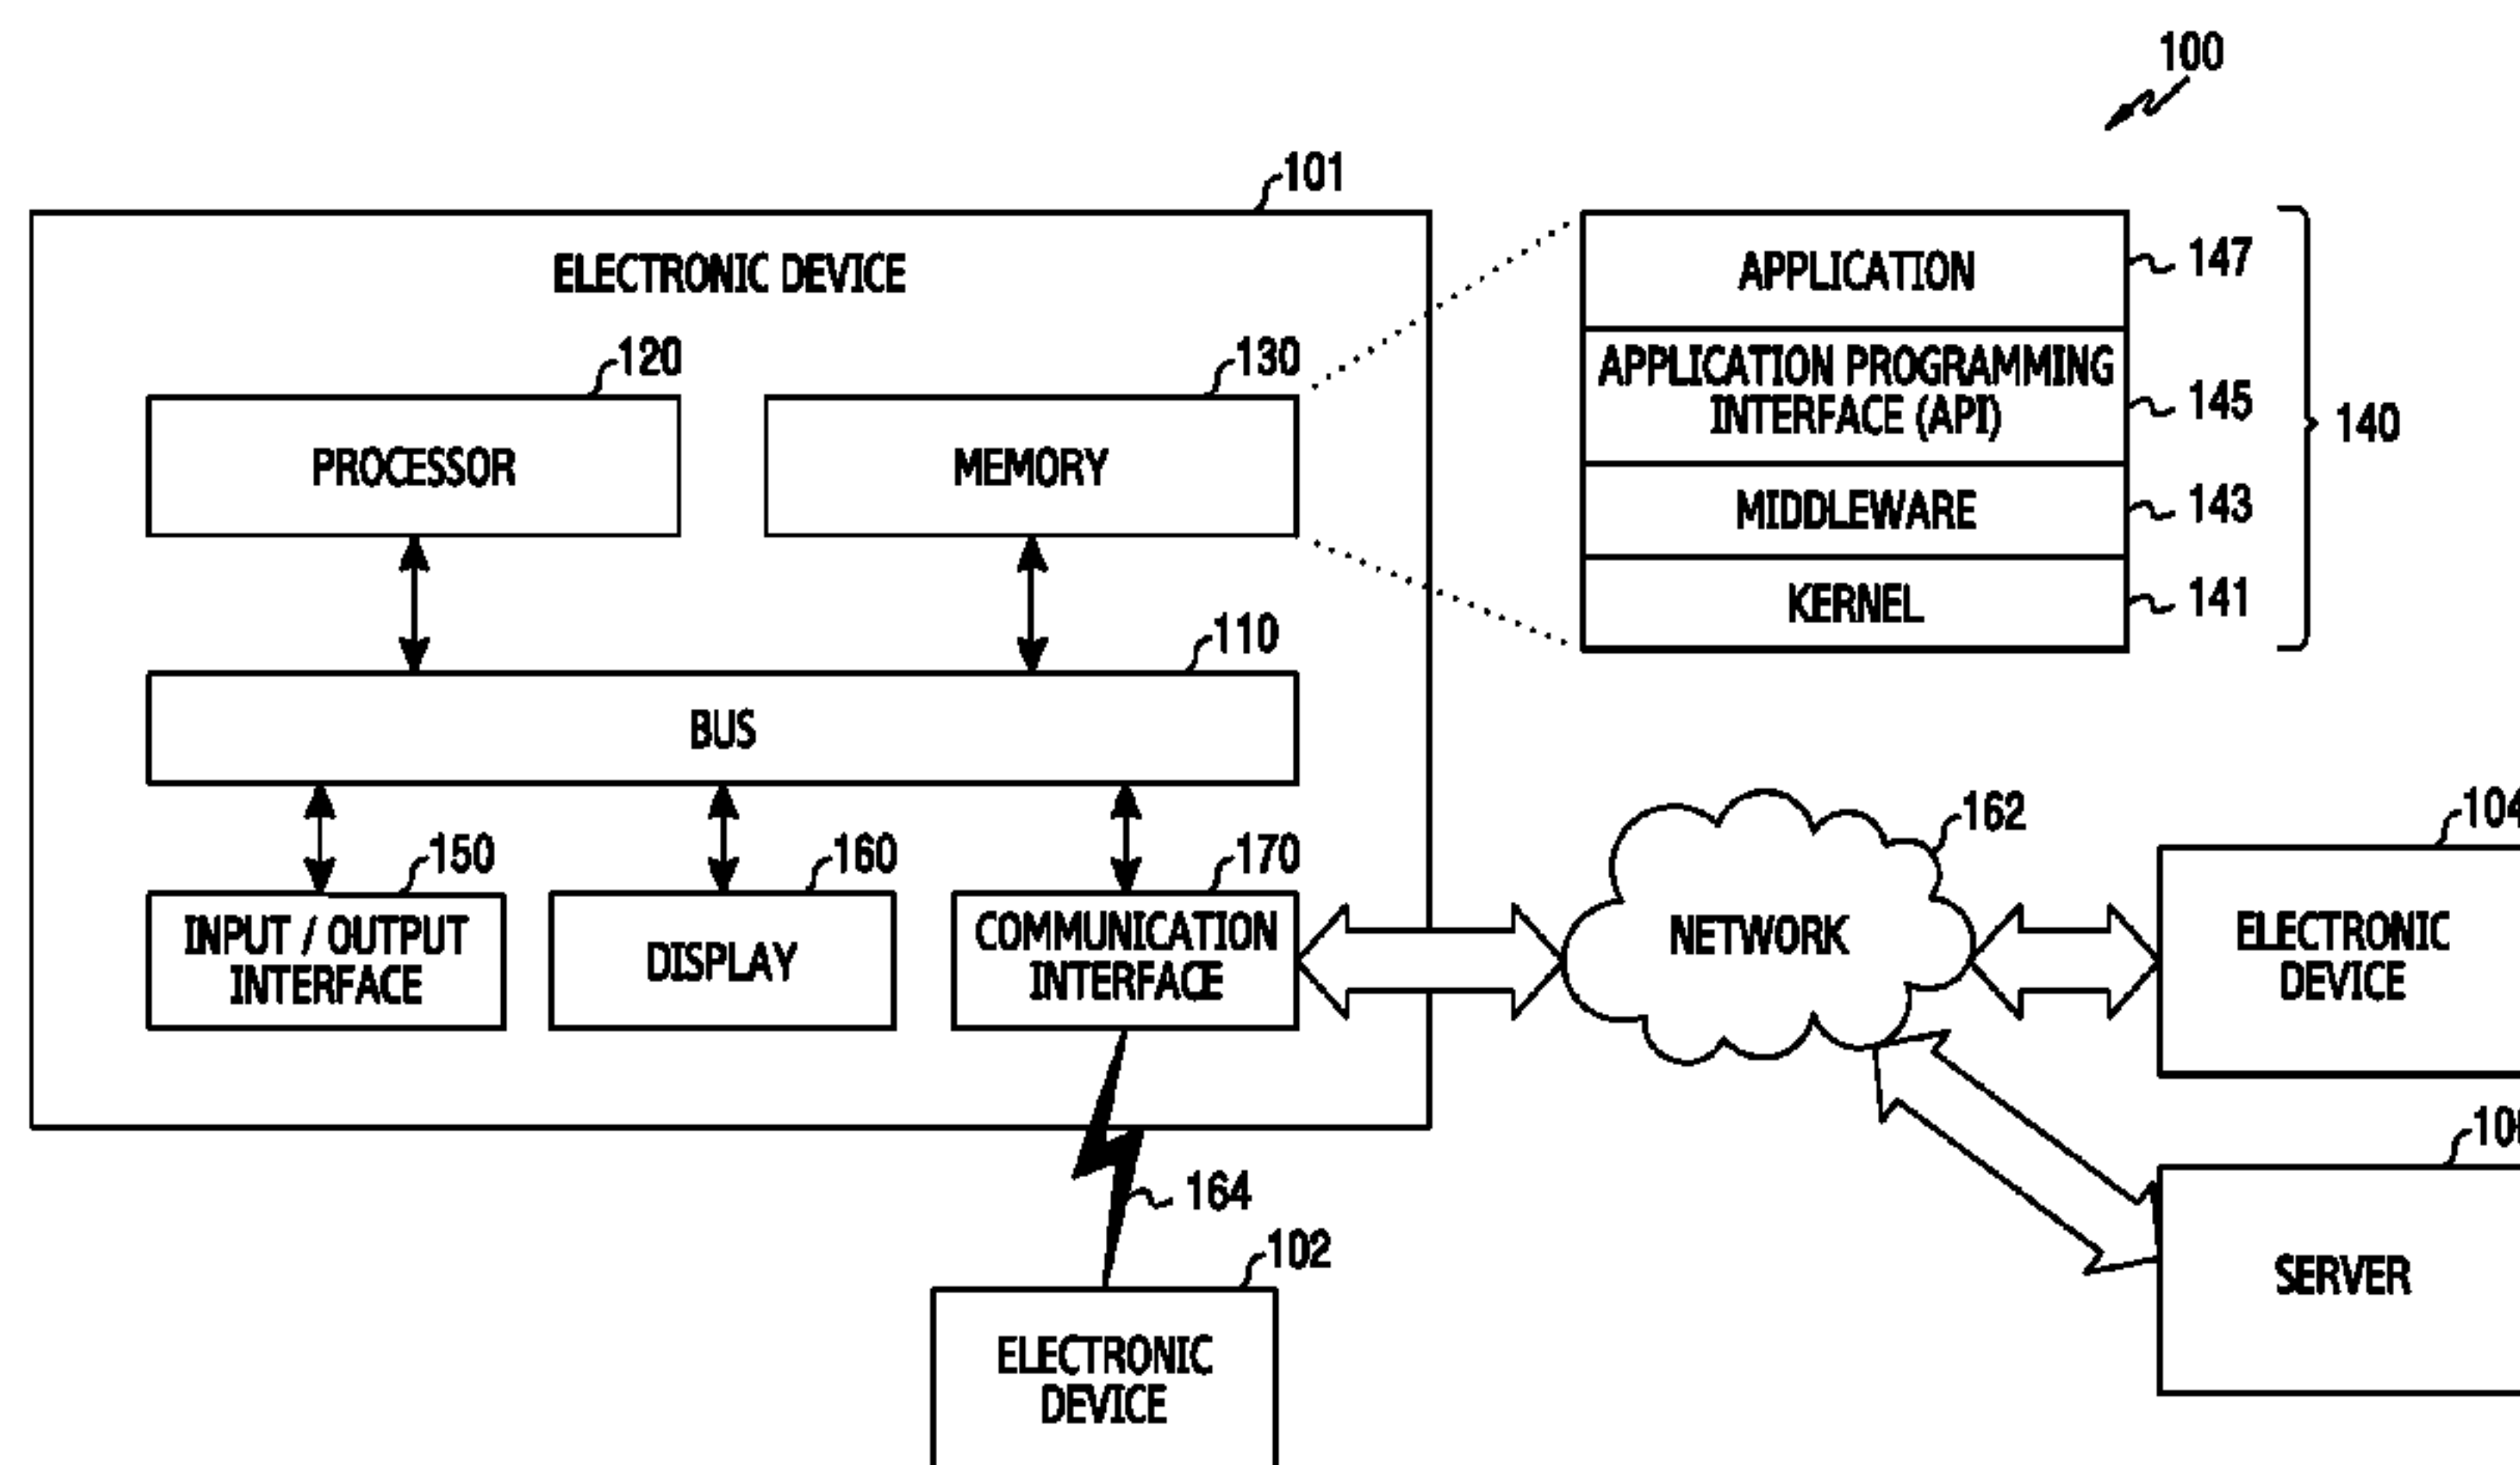 100
101
ELECTRONIC DEVICE
120
130
PROCESSOR
MEMORY
110
BUS
150
160
170
INPUT / OUTPUT
INTERFACE
DISPLAY
COMMUNICATION
INTERFACE
APPLICATION
147
APPLICATION PROGRAMMING
INTERFACE (API)
145
MIDDLEWARE
143
KERNEL
141
140
162
NETWORK
104
ELECTRONIC
DEVICE
SERVER
164
102
ELECTRONIC
DEVICE